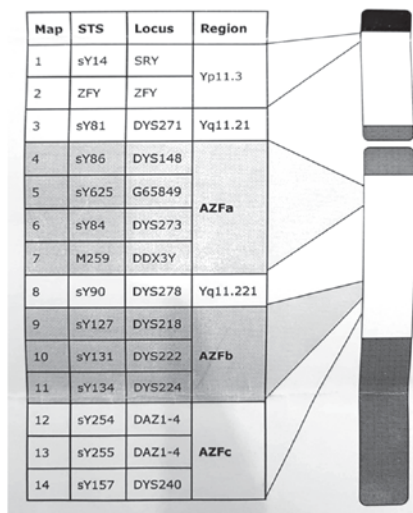 Map STS Locus Region
1 sY14 SRY Yp11.3
2 ZFY ZFY
3 sY81 DYS271 Yq11.21
4 sY86 DYS148 AZFa
5 sY625 G65849
6 sY84 DYS273
7 M259 DDX3Y
8 sY90 DYS278 Yq11.221
9 sY127 DYS218 AZFb
10 sY131 DYS222
11 sY134 DYS224
12 sY254 DAZ1-4 AZFc
13 sY255 DAZ1-4
14 sY157 DYS240